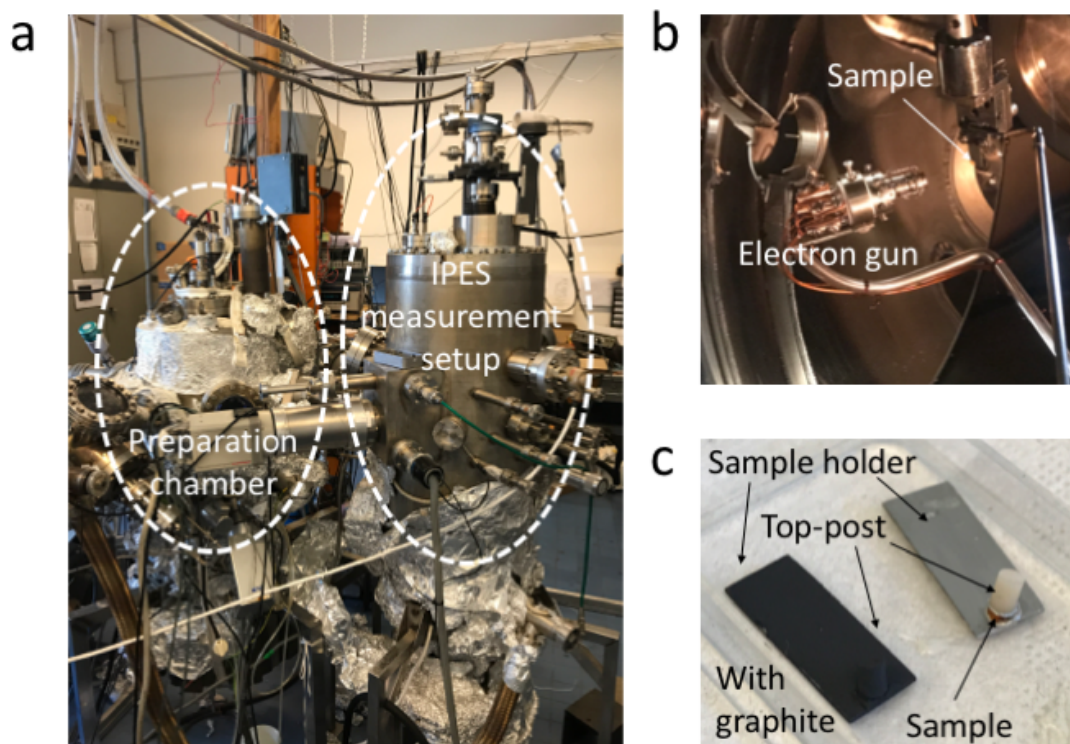 a
IPES
measurement
setup
Preparation
chamber
b
Sample
Electron gun
c
Sample holder
Top-post
With
graphite
Sample